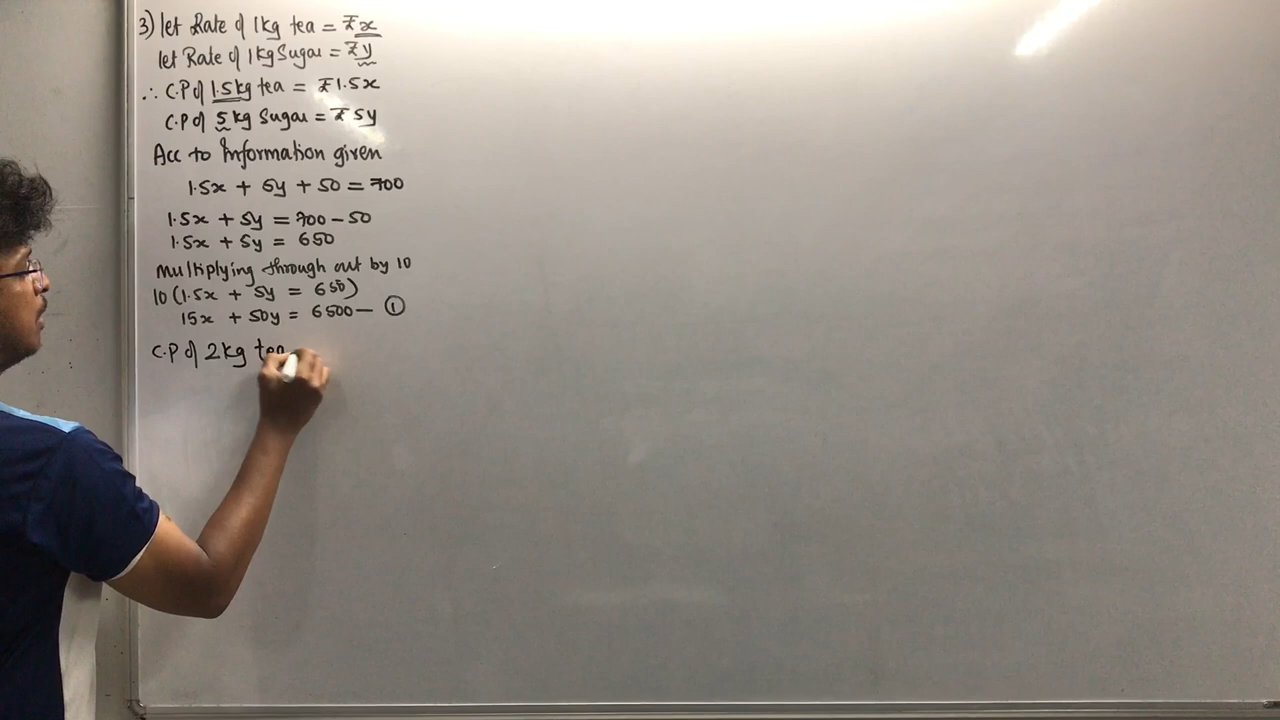 3) let Rate of 1kg tea = ₹x
let Rate of 1kg Sugar = ₹y
∴ C.P of 1.5kg tea = ₹1.5x
C.P of 5kg Sugar = ₹5y
Acc to Information given
1.5x + 5y + 50 = 700
1.5x + 5y = 700 - 50
1.5x + 5y = 650
Multiplying through out by 10
10 (1.5x + 5y = 650)
15x + 50y = 6500 — ①
C.P of 2kg tea